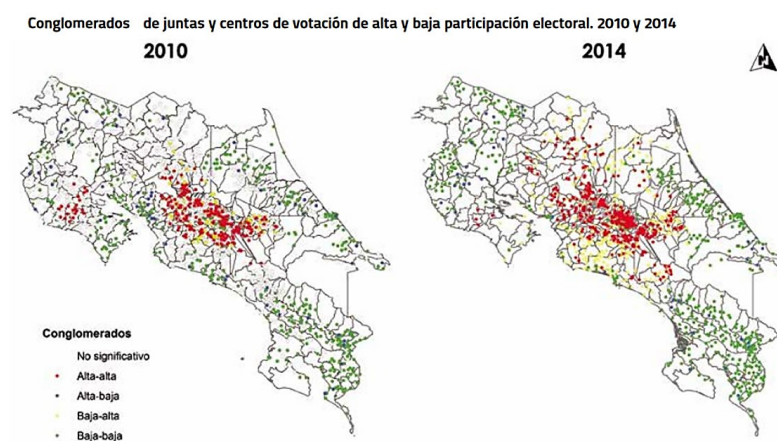 Conglomerados de juntas y centros de votación de alta y baja participación electoral. 2010 y 2014
2010
2014
N
Conglomerados
No significativo
Alta-alta
Alta-baja
Baja-alta
Baja-baja